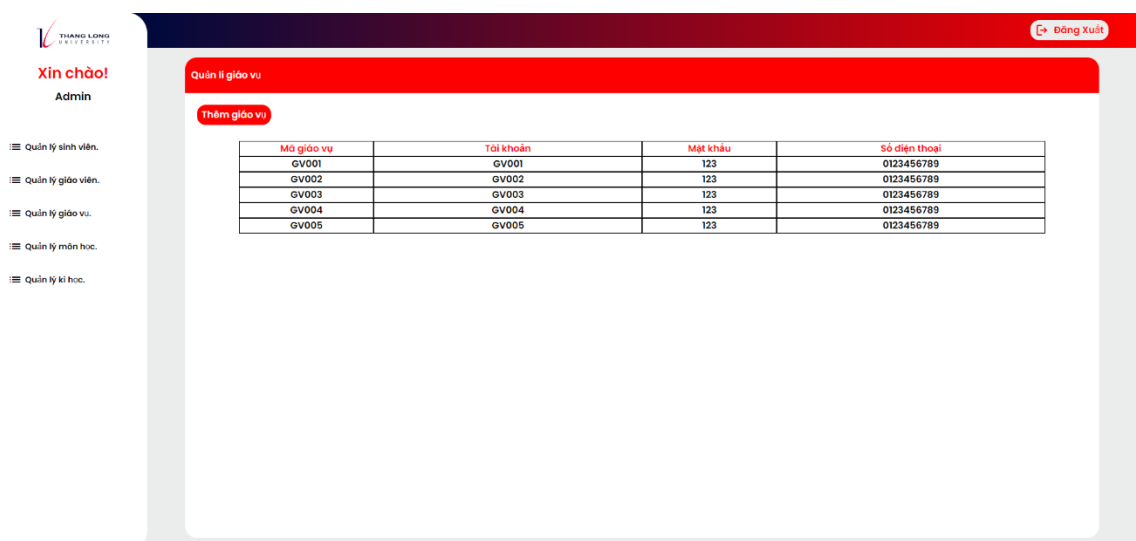 THANG LONG
UNIVERSITY
Đăng Xuất
Xin chào!
Admin
Quản lý sinh viên.
Quản lý giáo viên.
Quản lý giáo vụ.
Quản lý môn học.
Quản lý kì học.
Quản lí giáo vụ
Thêm giáo vụ
Mã giáo vụ Tài khoản Mật khẩu Số điện thoại
GV001 GV001 123 0123456789
GV002 GV002 123 0123456789
GV003 GV003 123 0123456789
GV004 GV004 123 0123456789
GV005 GV005 123 0123456789